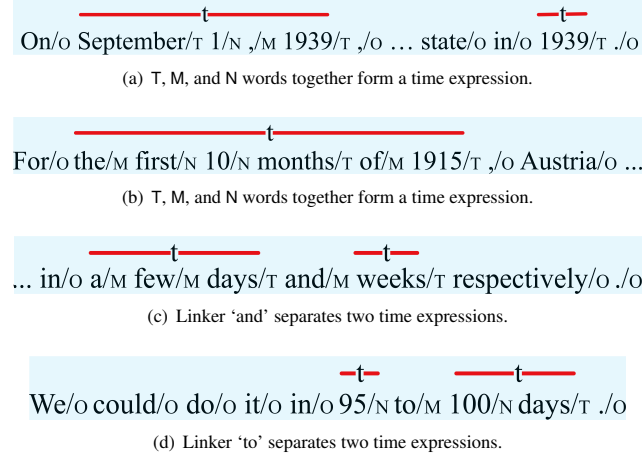 t t
On/O September/T 1/N ,/M 1939/T ,/O … state/O in/O 1939/T ./O
(a) T, M, and N words together form a time expression.
t
For/O the/M first/N 10/N months/T of/M 1915/T ,/O Austria/O ...
(b) T, M, and N words together form a time expression.
t t
... in/O a/M few/M days/T and/M weeks/T respectively/O ./O
(c) Linker ‘and’ separates two time expressions.
t t
We/O could/O do/O it/O in/O 95/N to/M 100/N days/T ./O
(d) Linker ‘to’ separates two time expressions.